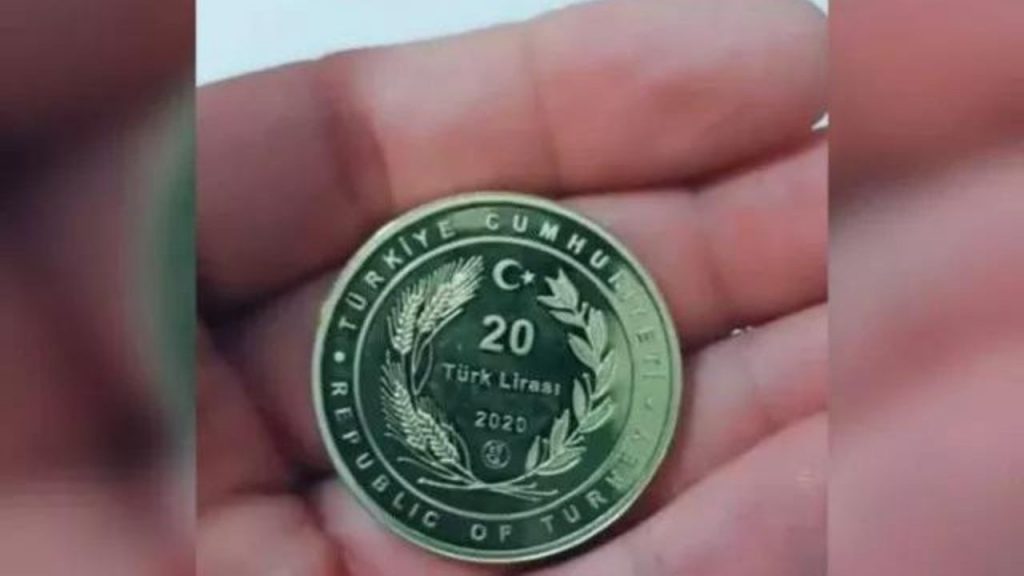 TÜRKİYE CUMHURİYETİ
20
Türk Lirası
2020
REPUBLIC OF TURKEY